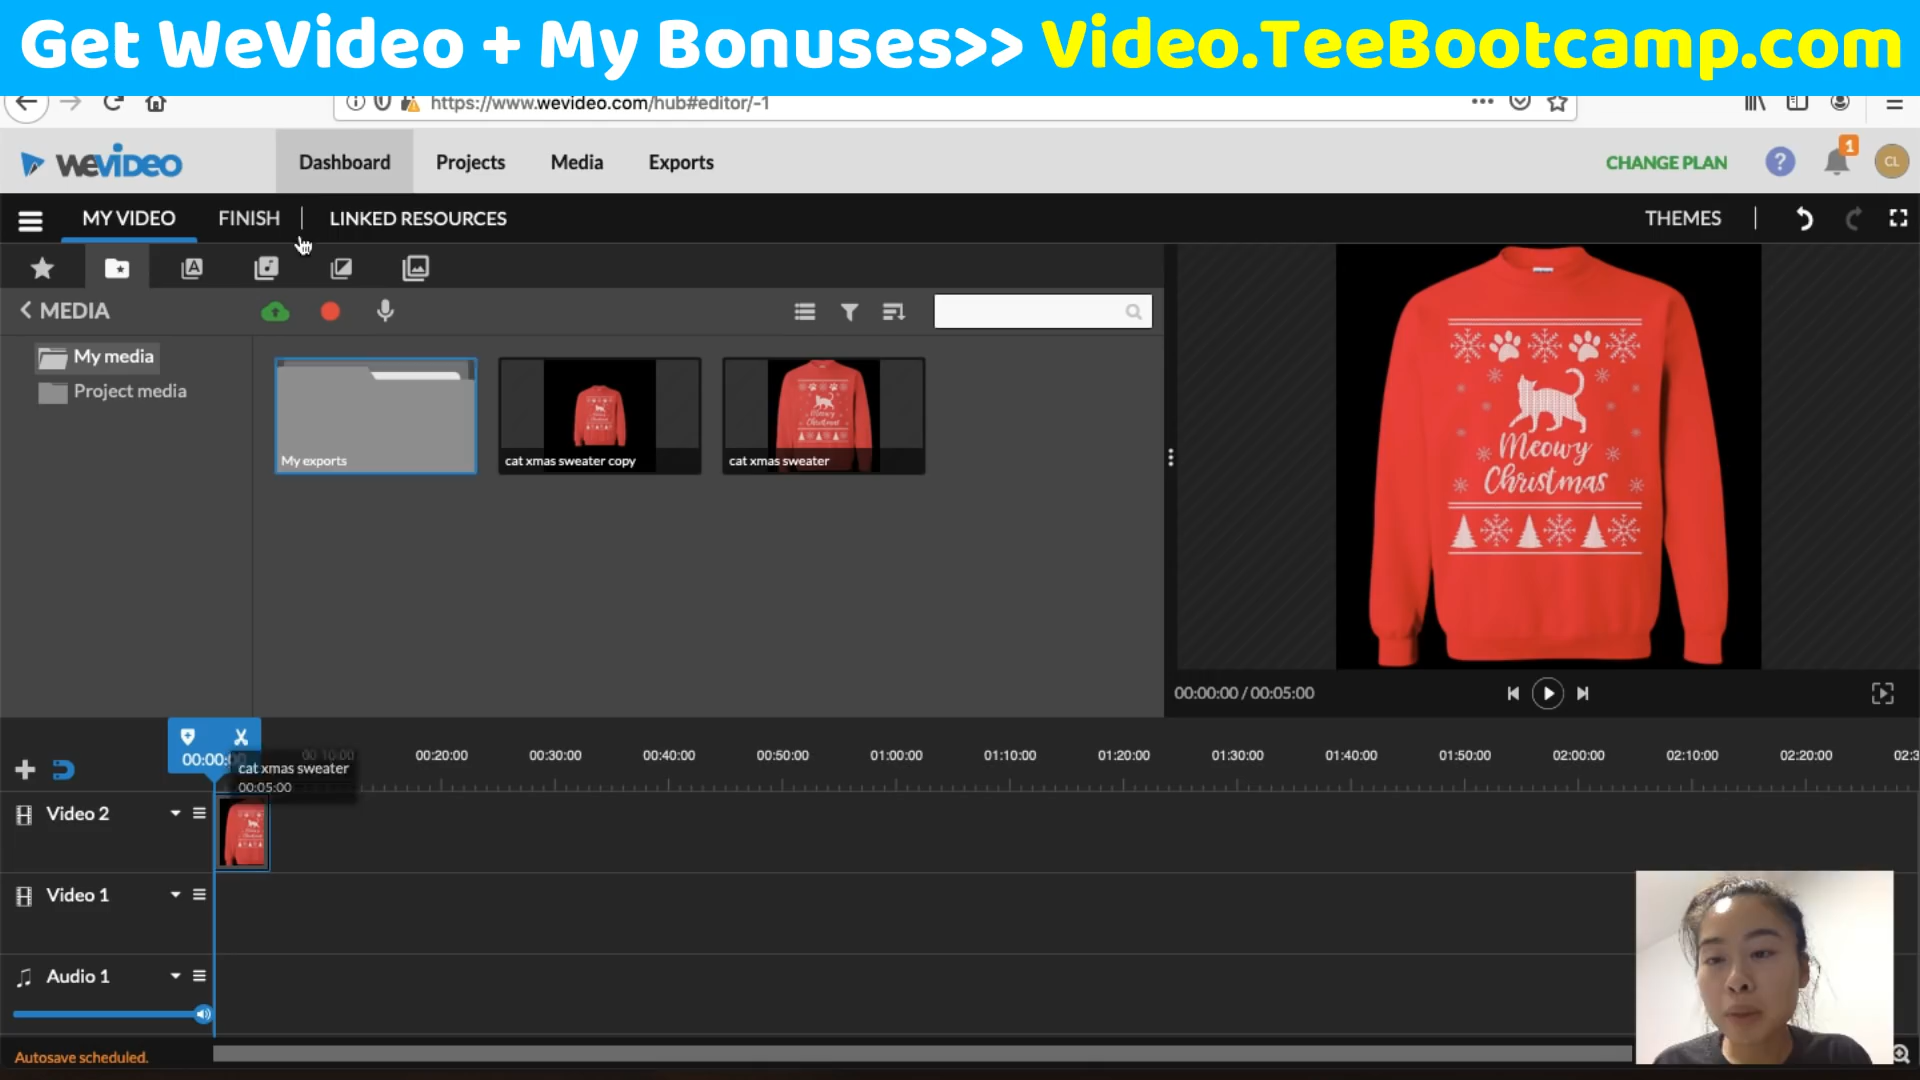 Get WeVideo + My Bonuses>> Video.TeeBootcamp.com
https://www.wevideo.com/hub#editor/-1
WEVIDEO Dashboard Projects Media Exports CHANGE PLAN ? 1 CL
MY VIDEO FINISH LINKED RESOURCES THEMES
MEDIA
My media
Project media
My exports
cat xmas sweater copy
cat xmas sweater
Meowy
Christmas
00:00:00 / 00:05:00
00:10:00 00:20:00 00:30:00 00:40:00 00:50:00 01:00:00 01:10:00 01:20:00 01:30:00 01:40:00 01:50:00 02:00:00 02:10:00 02:20:00
cat xmas sweater
00:05:00
Video 2
Video 1
Audio 1
Autosave scheduled.